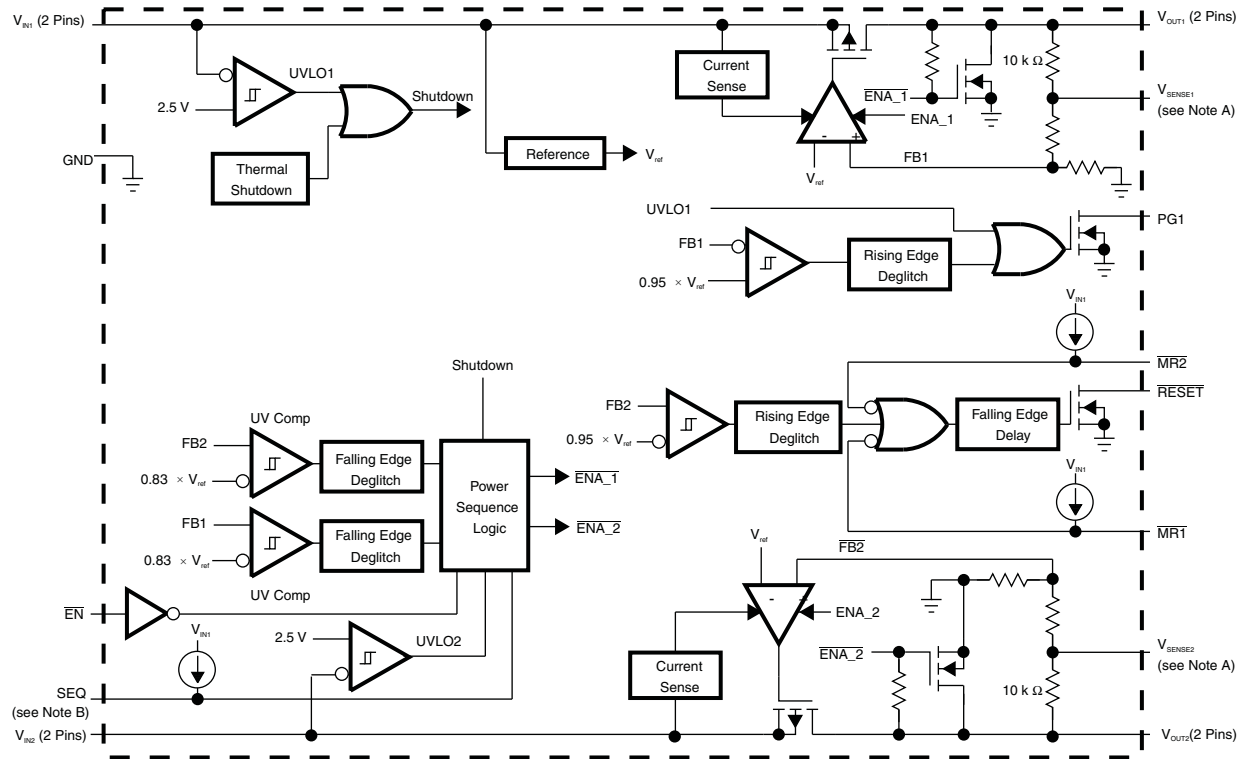 VIN1 (2 Pins)
VOUT1 (2 Pins)
UVLO1
2.5 V
Shutdown
Thermal
Shutdown
GND
Reference
Vref
Current
Sense
ENA_1
ENA_1
10 k Ω
VSENSE1
(see Note A)
-
+
Vref
FB1
UVLO1
FB1
0.95 × Vref
Rising Edge
Deglitch
PG1
VIN1
MR2
FB2
0.95 × Vref
Rising Edge
Deglitch
Falling Edge
Delay
RESET
VIN1
MR1
Shutdown
UV Comp
FB2
0.83 × Vref
Falling Edge
Deglitch
FB1
0.83 × Vref
Falling Edge
Deglitch
UV Comp
Power
Sequence
Logic
ENA_1
ENA_2
EN
VIN1
2.5 V
UVLO2
SEQ
(see Note B)
VIN2 (2 Pins)
Vref
FB2
-
+
ENA_2
Current
Sense
ENA_2
10 k Ω
VSENSE2
(see Note A)
VOUT2 (2 Pins)